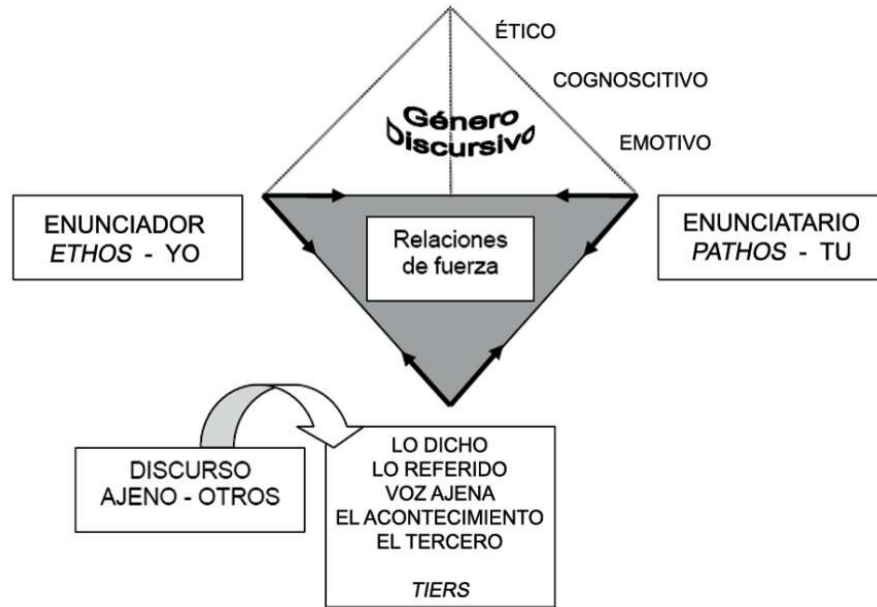 ÉTICO
COGNOSCITIVO
EMOTIVO
Género
Discursivo
ENUNCIADOR
ETHOS - YO
Relaciones
de fuerza
ENUNCIATARIO
PATHOS - TU
DISCURSO
AJENO - OTROS
LO DICHO
LO REFERIDO
VOZ AJENA
EL ACONTECIMIENTO
EL TERCERO
TIERS